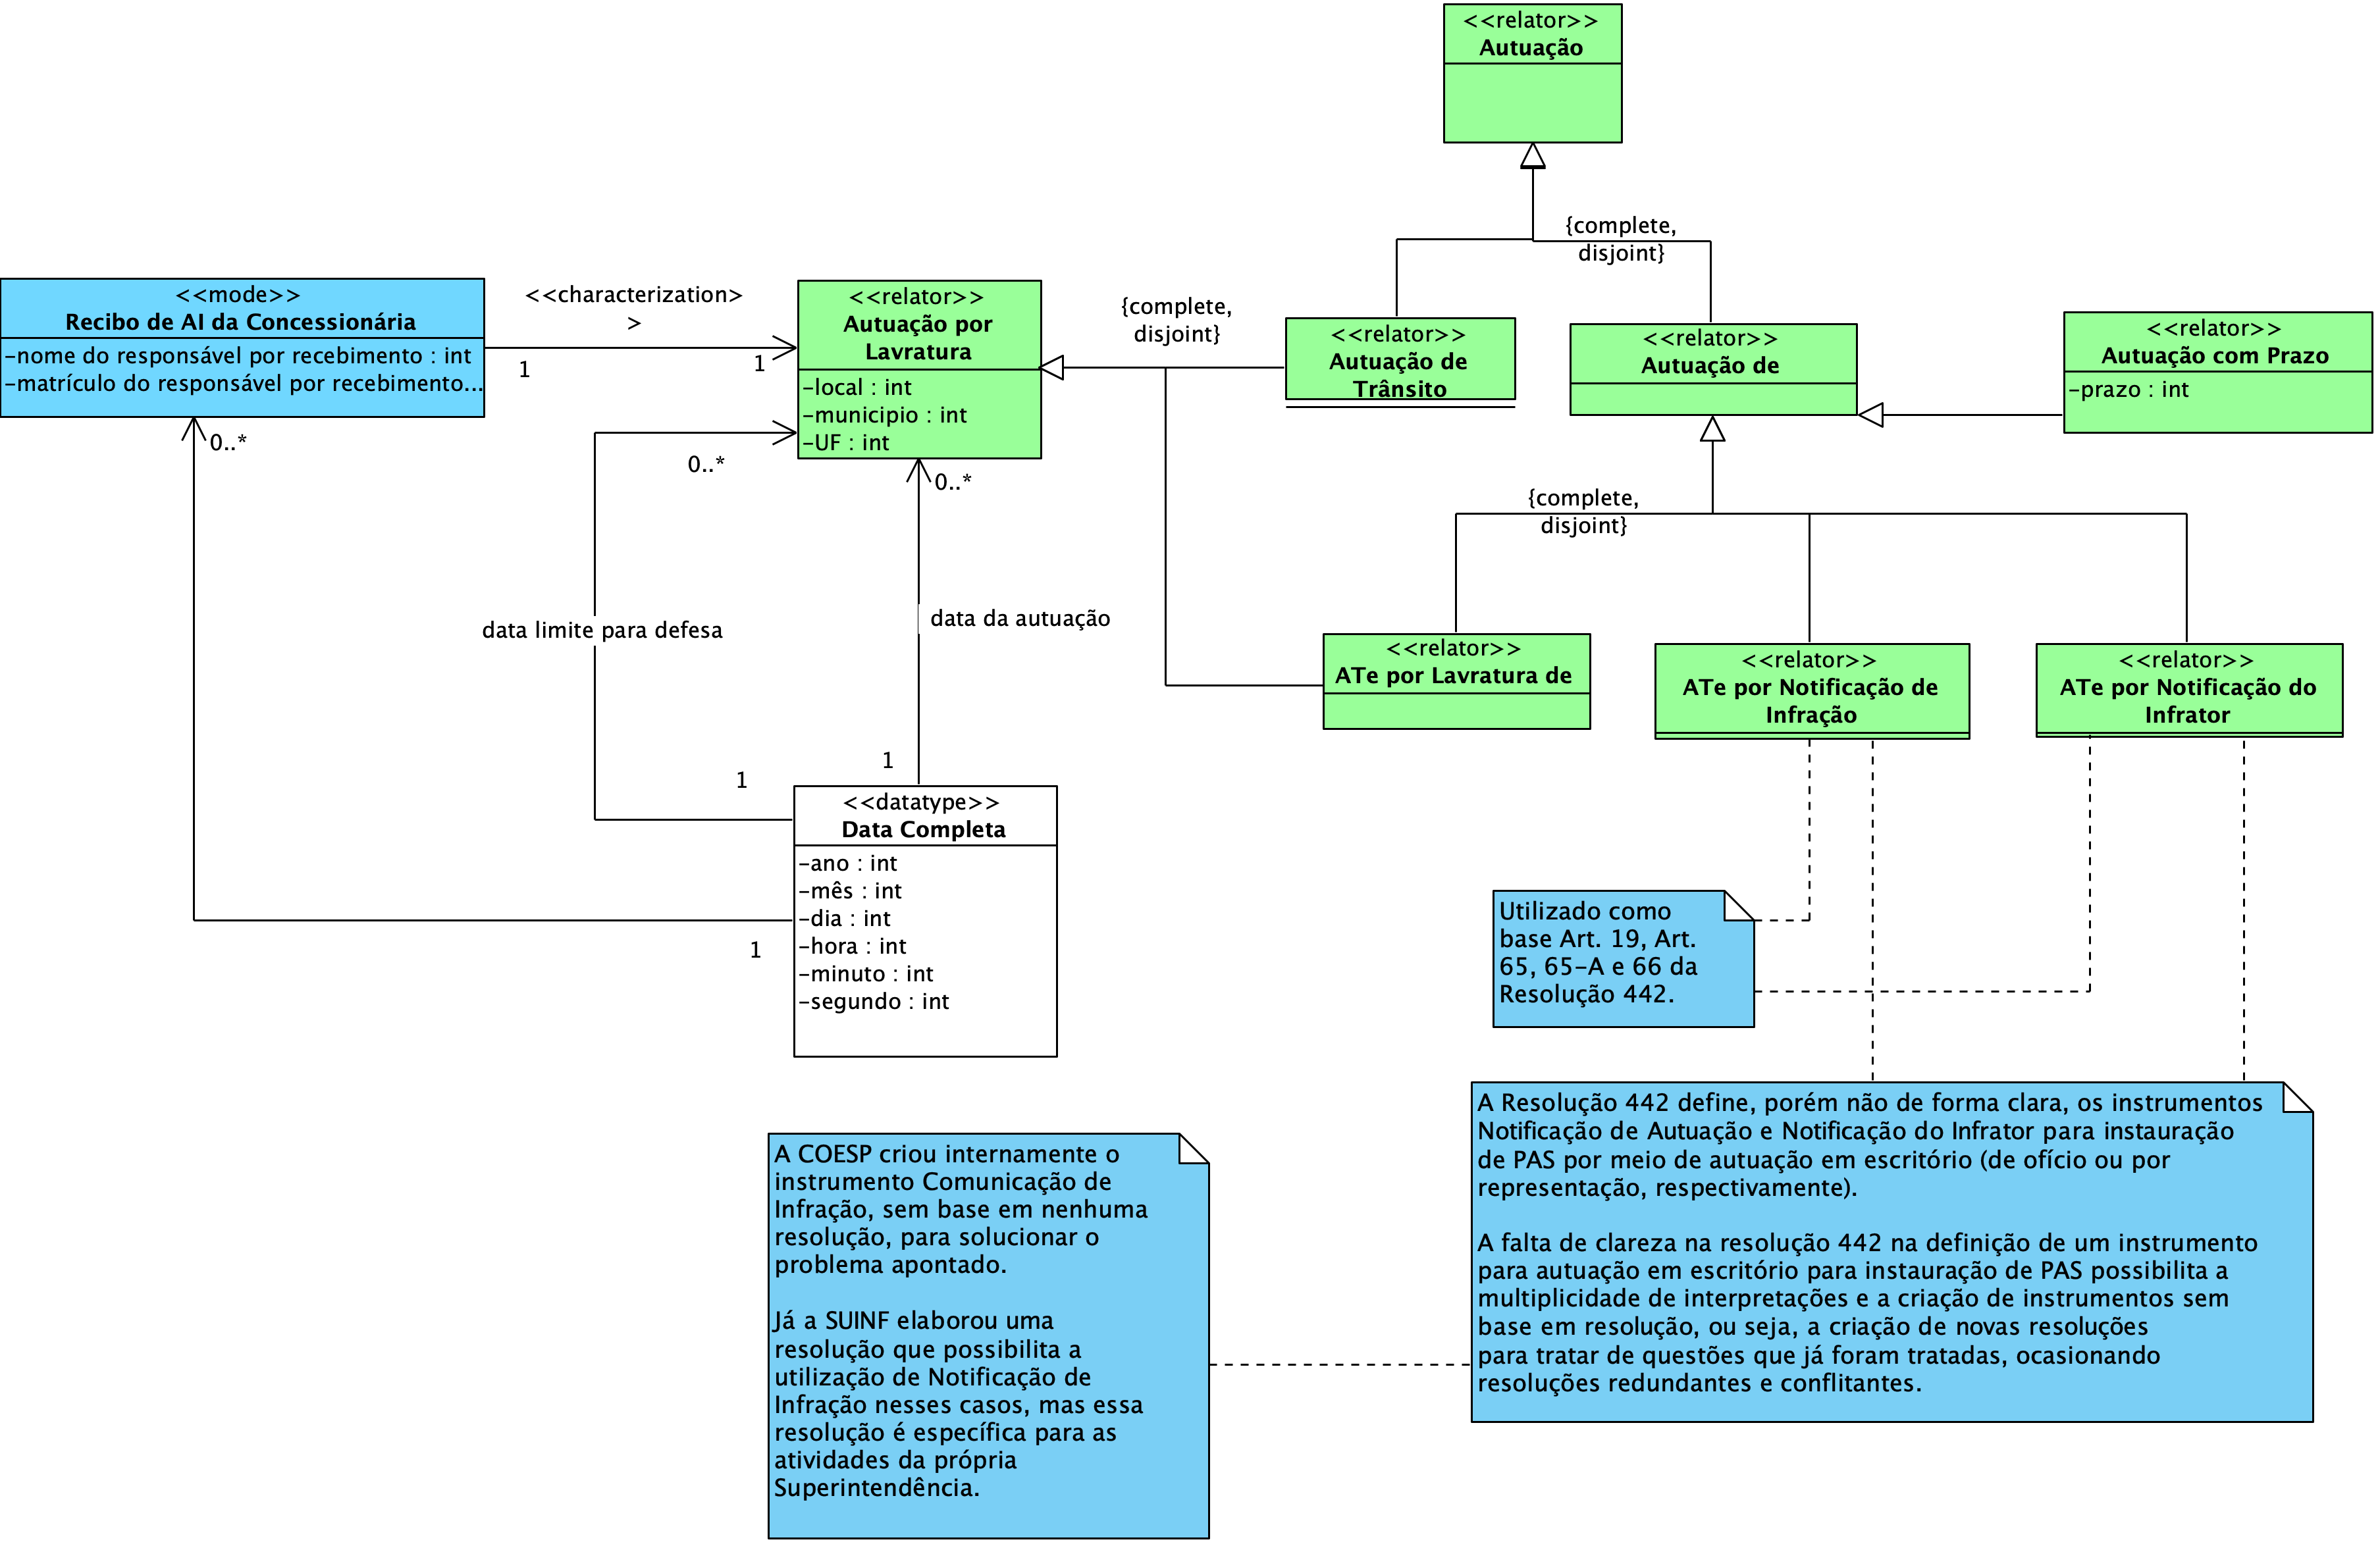 <<relator>>
Autuação
{complete,
disjoint}
<<mode>>
Recibo de AI da Concessionária
-nome do responsável por recebimento : int
-matrículo do responsável por recebimento...
<<characterization>
>
1
1
0..*
<<relator>>
Autuação por
Lavratura
-local : int
-municipio : int
-UF : int
{complete,
disjoint}
<<relator>>
Autuação de
Trânsito
<<relator>>
Autuação de
<<relator>>
Autuação com Prazo
-prazo : int
0..*
0..*
{complete,
disjoint}
data limite para defesa
data da autuação
<<relator>>
ATe por Lavratura de
<<relator>>
ATe por Notificação de
Infração
<<relator>>
ATe por Notificação do
Infrator
1
1
1
<<datatype>>
Data Completa
-ano : int
-mês : int
-dia : int
-hora : int
-minuto : int
-segundo : int
Utilizado como
base Art. 19, Art.
65, 65-A e 66 da
Resolução 442.
A Resolução 442 define, porém não de forma clara, os instrumentos
Notificação de Autuação e Notificação do Infrator para instauração
de PAS por meio de autuação em escritório (de ofício ou por
representação, respectivamente).
A falta de clareza na resolução 442 na definição de um instrumento
para autuação em escritório para instauração de PAS possibilita a
multiplicidade de interpretações e a criação de instrumentos sem
base em resolução, ou seja, a criação de novas resoluções
para tratar de questões que já foram tratadas, ocasionando
resoluções redundantes e conflitantes.
A COESP criou internamente o
instrumento Comunicação de
Infração, sem base em nenhuma
resolução, para solucionar o
problema apontado.
Já a SUINF elaborou uma
resolução que possibilita a
utilização de Notificação de
Infração nesses casos, mas essa
resolução é específica para as
atividades da própria
Superintendência.